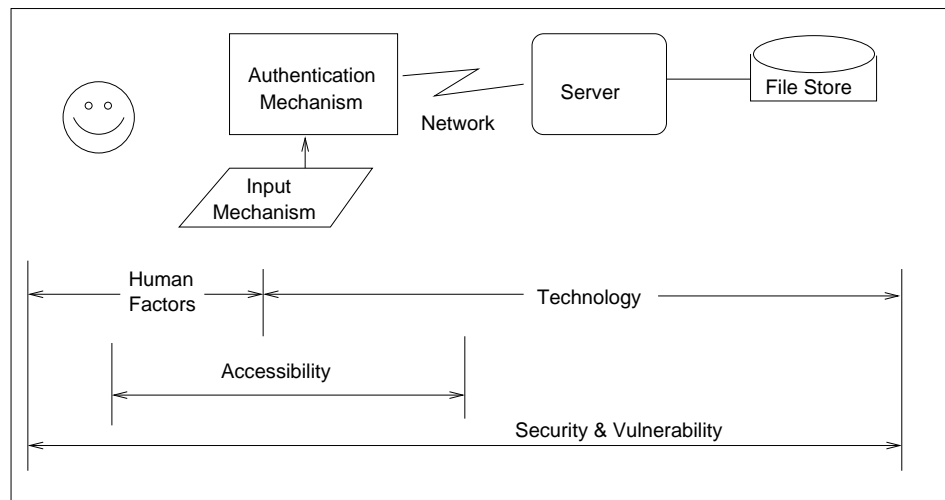 Authentication
Mechanism
Server
File Store
Network
Input
Mechanism
Human
Factors
Technology
Accessibility
Security & Vulnerability